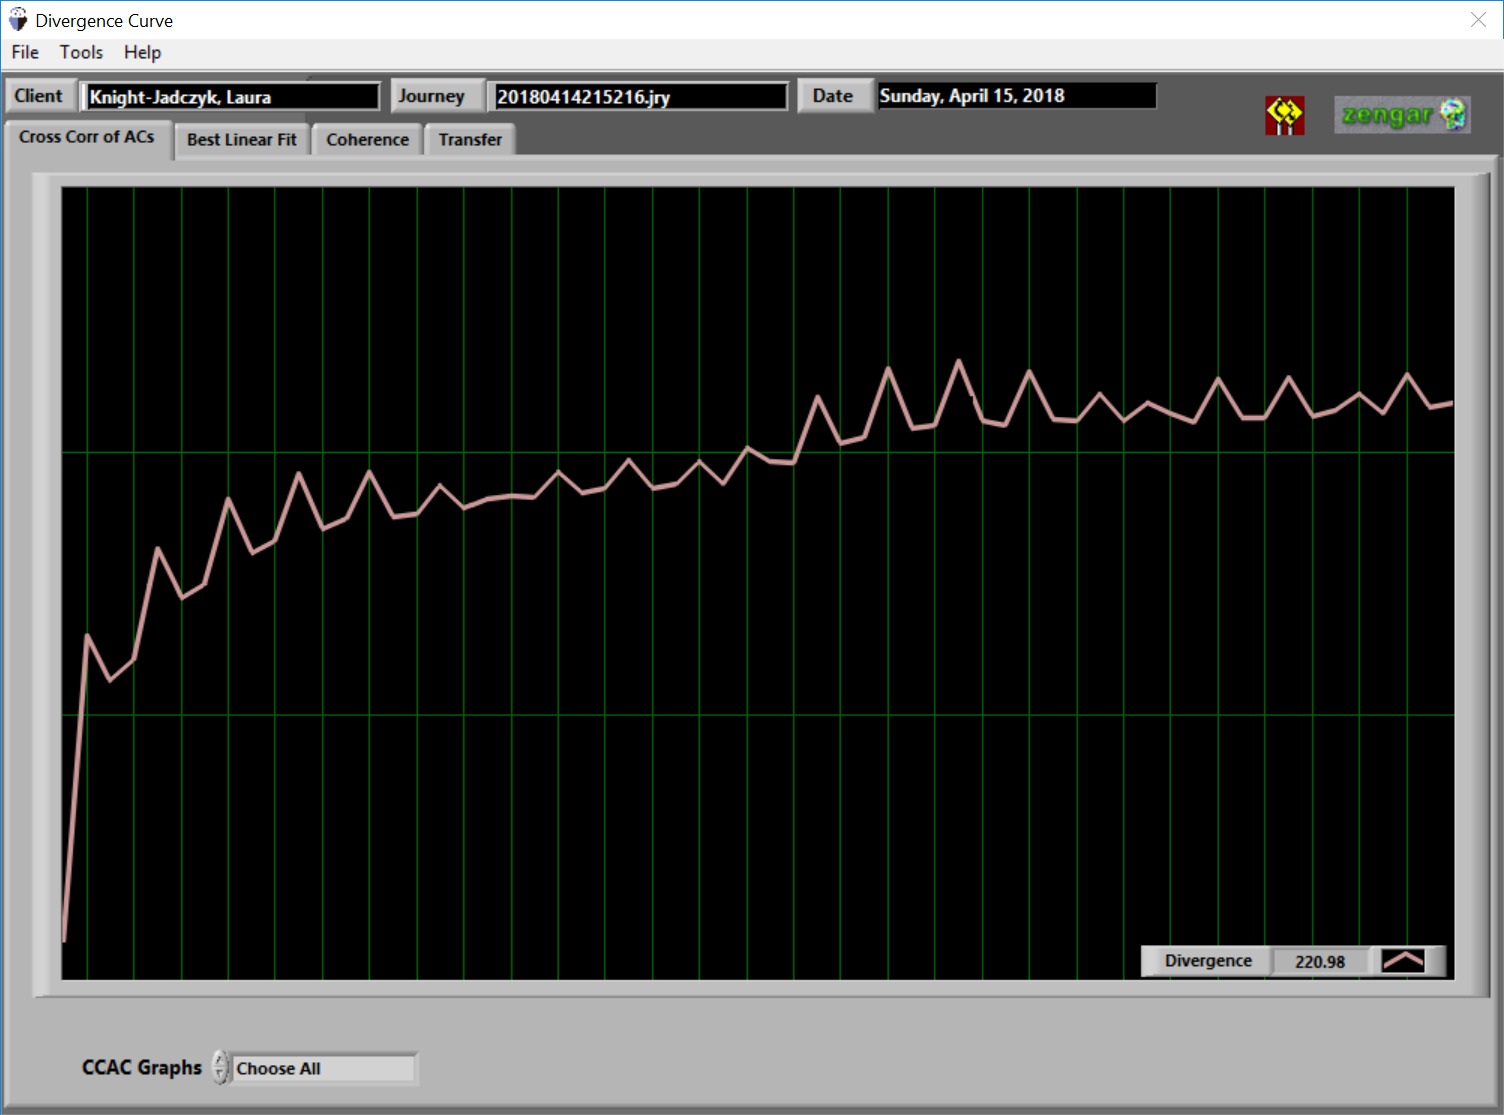 Divergence Curve
File Tools Help
Client Knight-Jadczyk, Laura Journey 20180414215216.jry Date Sunday, April 15, 2018
zengar
Cross Corr of ACs Best Linear Fit Coherence Transfer
Divergence 220.98
CCAC Graphs Choose All